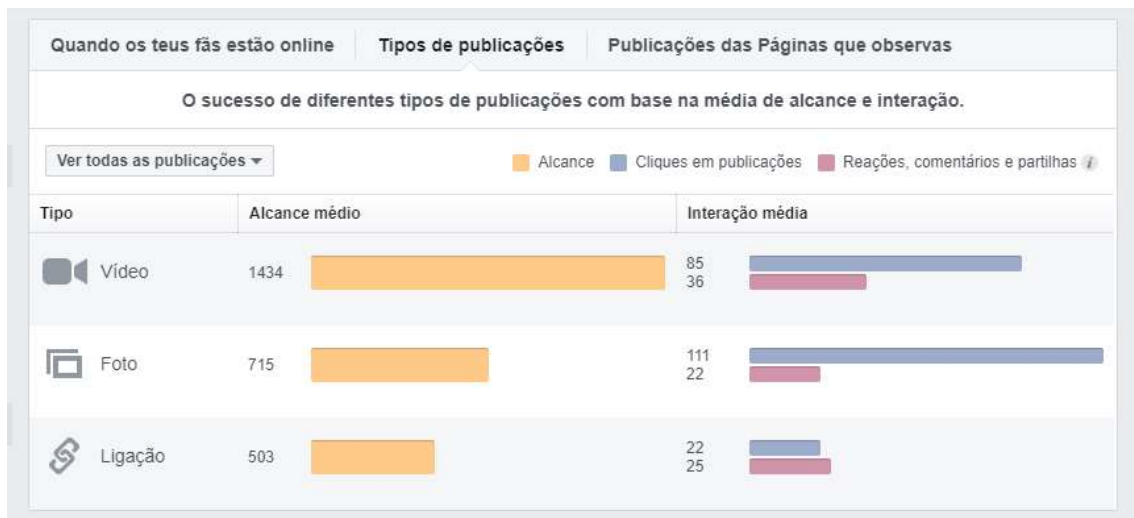 Quando os teus fãs estão online Tipos de publicações Publicações das Páginas que observas
O sucesso de diferentes tipos de publicações com base na média de alcance e interação.
Ver todas as publicações Alcance Cliques em publicações Reações, comentários e partilhas i
Tipo Alcance médio Interação média
Vídeo 1434 85
36
Foto 715 111
22
Ligação 503 22
25